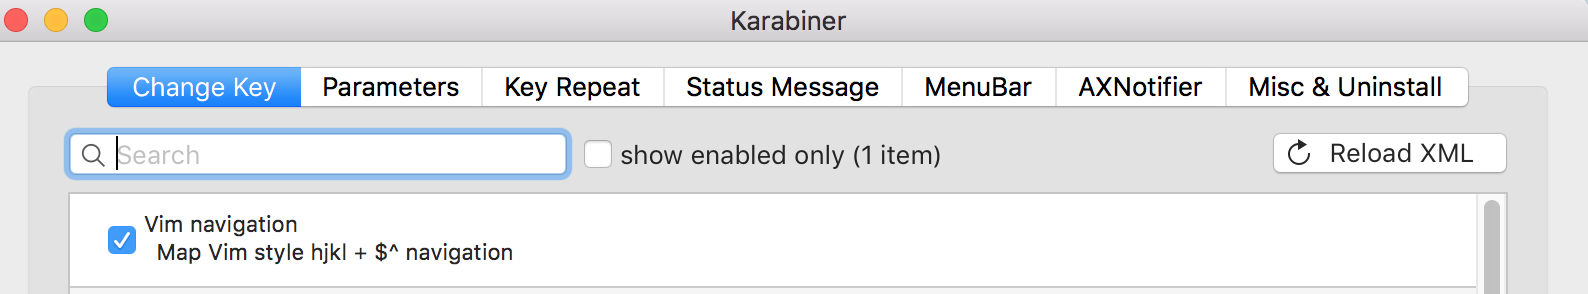 Karabiner
Change Key Parameters Key Repeat Status Message MenuBar AXNotifier Misc & Uninstall
Search show enabled only (1 item) Reload XML
Vim navigation
Map Vim style hjkl + $^ navigation